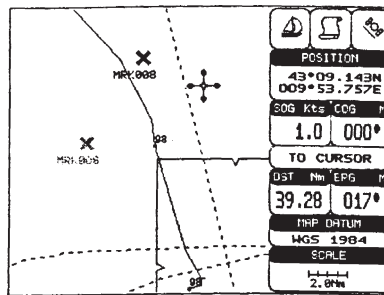 MRK008
MRK006
98
98
POSITION
43°09.143N
009°53.757E
SOG Kts COG M
1.0 000°
TO CURSOR
DST Nm EPG M
39.28 017°
MAP DATUM
WGS 1984
SCALE
2.0Nm